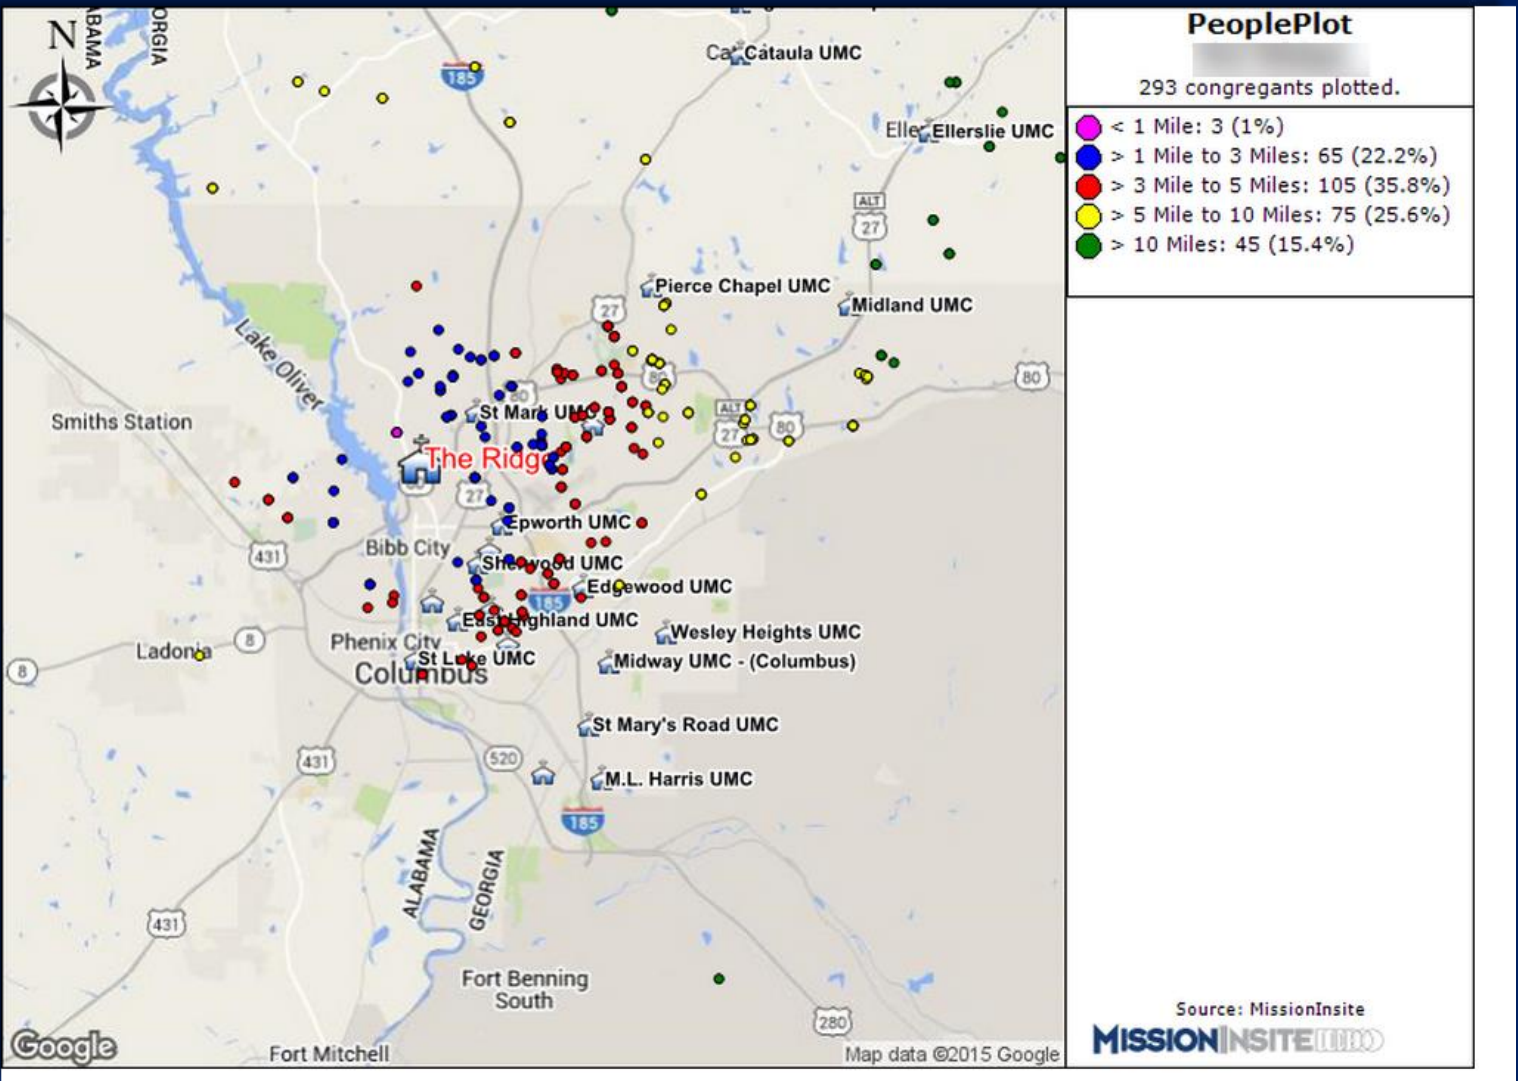 PeoplePlot
293 congregants plotted.
< 1 Mile: 3 (1%)
> 1 Mile to 3 Miles: 65 (22.2%)
> 3 Mile to 5 Miles: 105 (35.8%)
> 5 Mile to 10 Miles: 75 (25.6%)
> 10 Miles: 45 (15.4%)
N
ABAMA
ORGIA
185
Cataula UMC
Ellerslie UMC
ALT
27
Pierce Chapel UMC
Midland UMC
27
Lake Oliver
80
80
80
Smiths Station
St Mark UMC
ALT
27
80
The Ridge
27
Epworth UMC
431
Bibb City
Sherwood UMC
Edgewood UMC
185
East Highland UMC
8
Phenix City
Wesley Heights UMC
Ladonia
8
St Luke UMC
Midway UMC - (Columbus)
Columbus
St Mary's Road UMC
431
520
M.L. Harris UMC
185
ALABAMA
GEORGIA
431
Fort Benning
South
280
Source: MissionInsite
MISSIONINSITE
Google
Fort Mitchell
Map data ©2015 Google